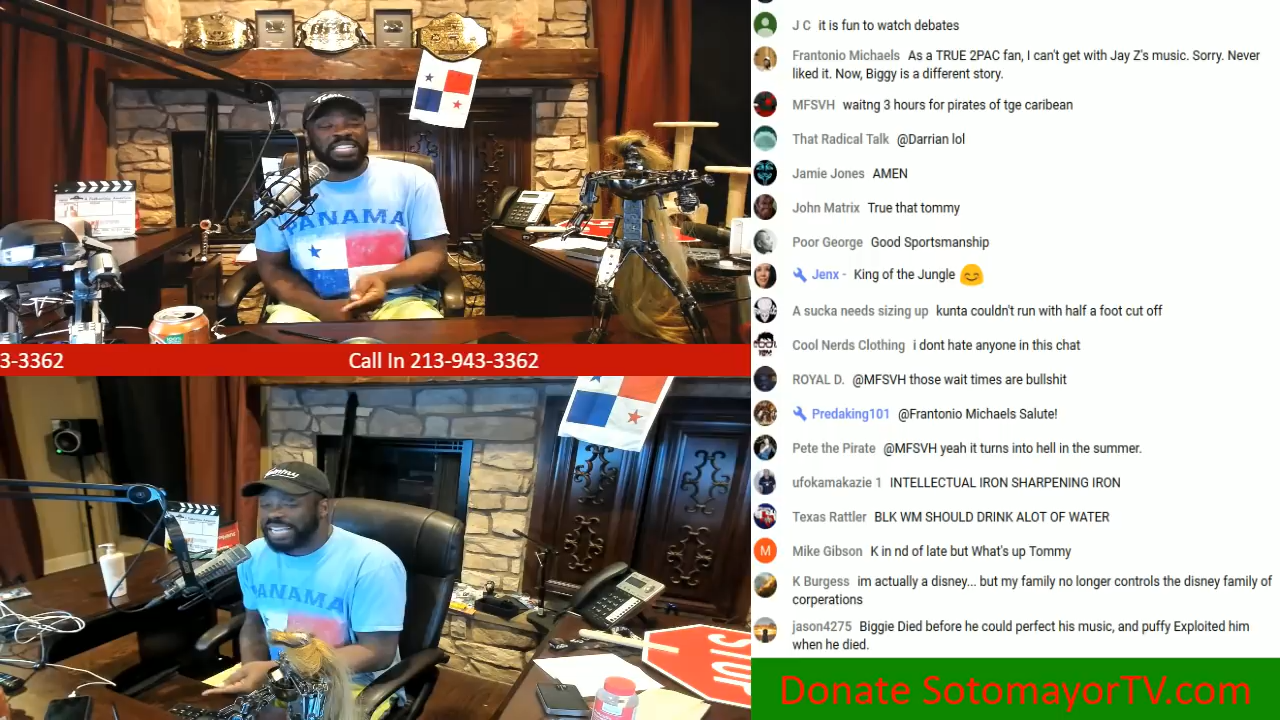 PANAMA
3-3362
Call In 213-943-3362
PANAMA
STOP
J C it is fun to watch debates
Frantonio Michaels As a TRUE 2PAC fan, I can't get with Jay Z's music. Sorry. Never
liked it. Now, Biggy is a different story.
MFSVH waitng 3 hours for pirates of tge caribean
That Radical Talk @Darrian lol
Jamie Jones AMEN
John Matrix True that tommy
Poor George Good Sportsmanship
Jenx - King of the Jungle 😊
A sucka needs sizing up kunta couldn't run with half a foot cut off
Cool Nerds Clothing i dont hate anyone in this chat
ROYAL D. @MFSVH those wait times are bullshit
Predaking101 @Frantonio Michaels Salute!
Pete the Pirate @MFSVH yeah it turns into hell in the summer.
ufokamakazie 1 INTELLECTUAL IRON SHARPENING IRON
Texas Rattler BLK WM SHOULD DRINK ALOT OF WATER
M
Mike Gibson K in nd of late but What's up Tommy
K Burgess im actually a disney... but my family no longer controls the disney family of
corperations
jason4275 Biggie Died before he could perfect his music, and puffy Exploited him
when he died.
Donate SotomayorTV.com